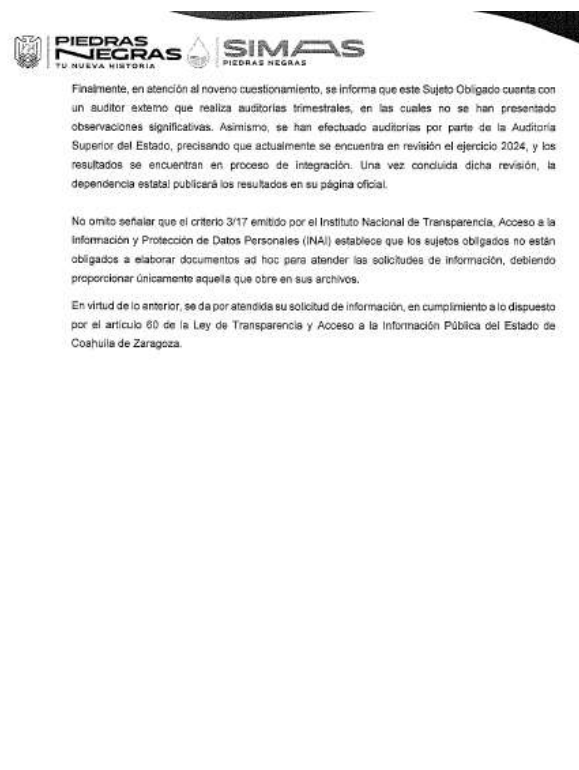 PIEDRAS
NEGRAS
TU NUEVA HISTORIA
SIMAS
PIEDRAS NEGRAS
Finalmente, en atención al noveno cuestionamiento, se informa que este Sujeto Obligado cuenta con
un auditor externo que realiza auditorías trimestrales, en las cuales no se han presentado
observaciones significativas. Asimismo, se han efectuado auditorías por parte de la Auditoría
Superior del Estado, precisando que actualmente se encuentra en revisión el ejercicio 2024, y los
resultados se encuentran en proceso de integración. Una vez concluida dicha revisión, la
dependencia estatal publicará los resultados en su página oficial.
No omito señalar que el criterio 3/17 emitido por el Instituto Nacional de Transparencia, Acceso a la
Información y Protección de Datos Personales (INAI) establece que los sujetos obligados no están
obligados a elaborar documentos ad hoc para atender las solicitudes de información, debiendo
proporcionar únicamente aquella que obre en sus archivos.
En virtud de lo anterior, se da por atendida su solicitud de información, en cumplimiento a lo dispuesto
por el artículo 60 de la Ley de Transparencia y Acceso a la Información Pública del Estado de
Coahuila de Zaragoza.